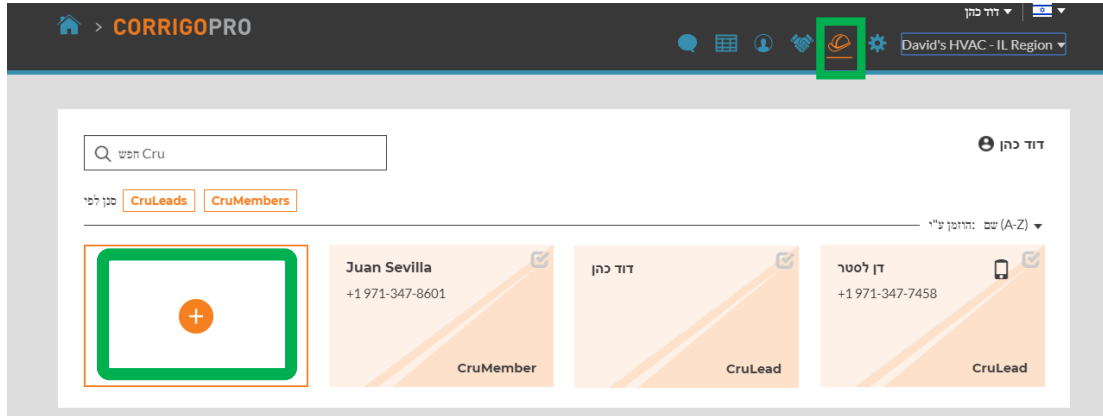 דוד כהן
> CORRIGOPRO
David's HVAC - IL Region
דוד כהן
חפש Cru
סנן לפי CruLeads CruMembers
הוזמן ע"י: שם (A-Z)
Juan Sevilla
+1 971-347-8601
CruMember
דוד כהן
CruLead
דן לסטר
+1 971-347-7458
CruLead